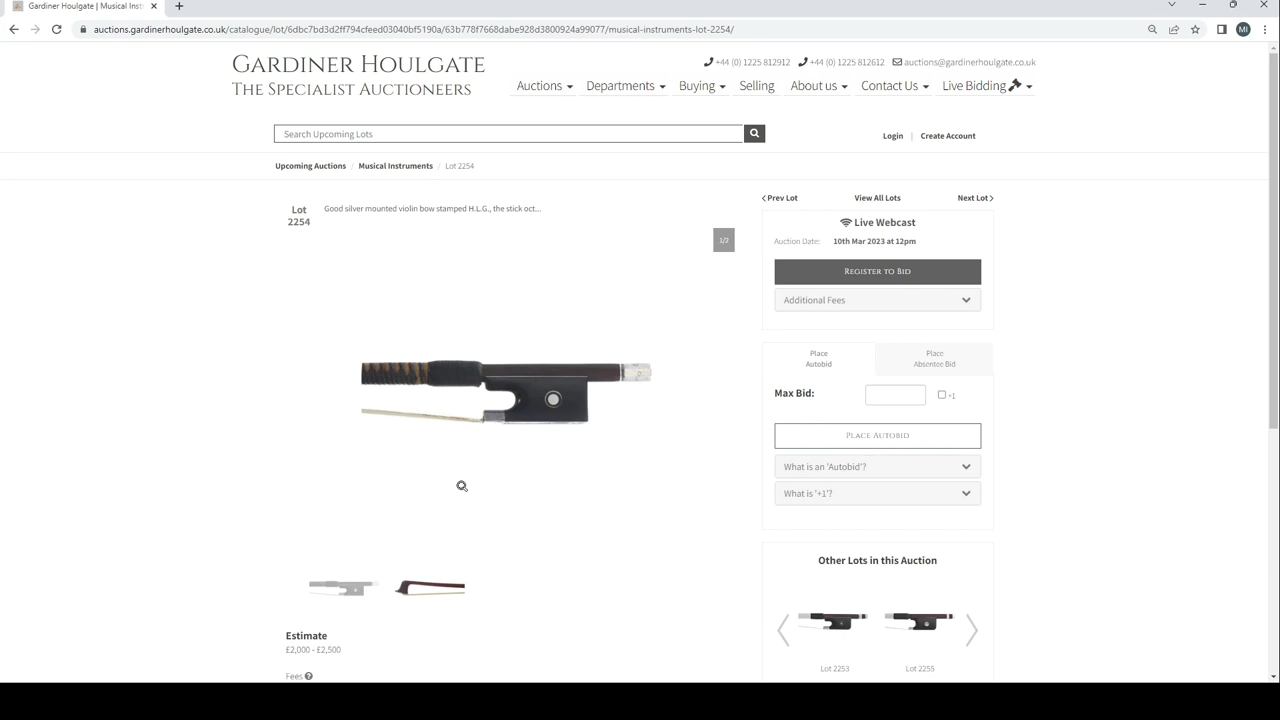 Gardiner Houlgate | Musical Inst
auctions.gardinerhoulgate.co.uk/catalogue/lot/6dbc7bd3d2ff794cfeed03040bf5190a/63b778f7668dabe928d3800924a99077/musical-instruments-lot-2254/
MI
GARDINER HOULGATE
THE SPECIALIST AUCTIONEERS
+44 (0) 1225 812912 +44 (0) 1225 812612 auctions@gardinerhoulgate.co.uk
Auctions Departments Buying Selling About us Contact Us Live Bidding
Search Upcoming Lots
Login | Create Account
Upcoming Auctions / Musical Instruments / Lot 2254
Lot
2254
Good silver mounted violin bow stamped H.L.G., the stick oct...
1/2
Prev Lot View All Lots Next Lot
Live Webcast
Auction Date: 10th Mar 2023 at 12pm
REGISTER TO BID
Additional Fees
Place
Autobid
Place
Absentee Bid
Max Bid:
+1
PLACE AUTOBID
What is an 'Autobid'?
What is '+1'?
Other Lots in this Auction
Lot 2253 Lot 2255
Estimate
£2,000 - £2,500
Fees